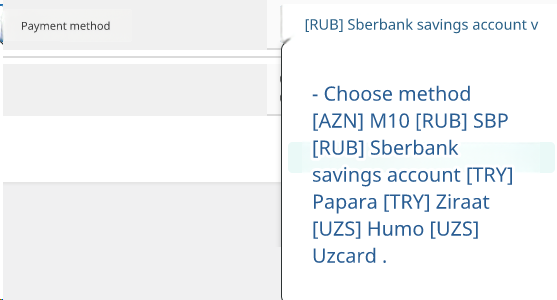 Payment method
[RUB] Sberbank savings account v
- Choose method
[AZN] M10 [RUB] SBP
[RUB] Sberbank
savings account [TRY]
Papara [TRY] Ziraat
[UZS] Humo [UZS]
Uzcard .